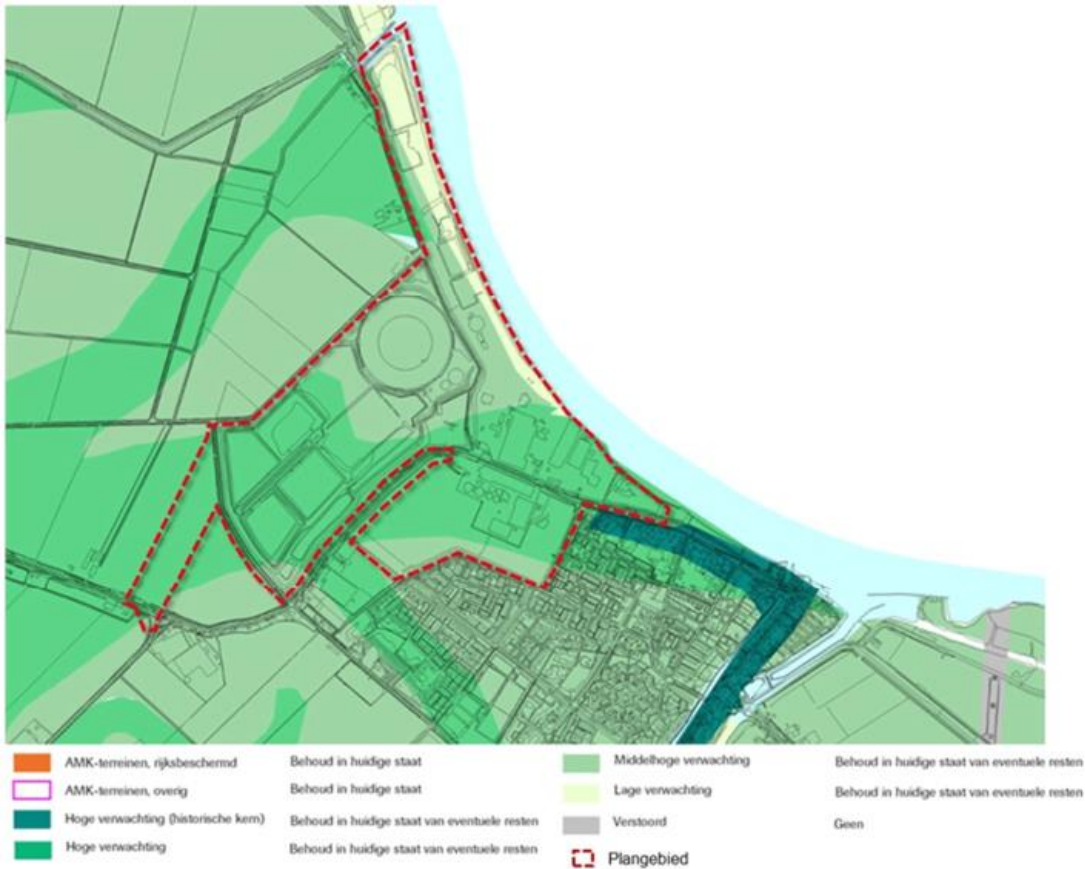 AMK-terreinen, rijksbeschermd Behoud in huidige staat
AMK-terreinen, overig Behoud in huidige staat
Hoge verwachting (historische kern) Behoud in huidige staat van eventuele resten
Hoge verwachting Behoud in huidige staat van eventuele resten
Middelhoge verwachting Behoud in huidige staat van eventuele resten
Lage verwachting Behoud in huidige staat van eventuele resten
Verstoord Geen
Plangebied